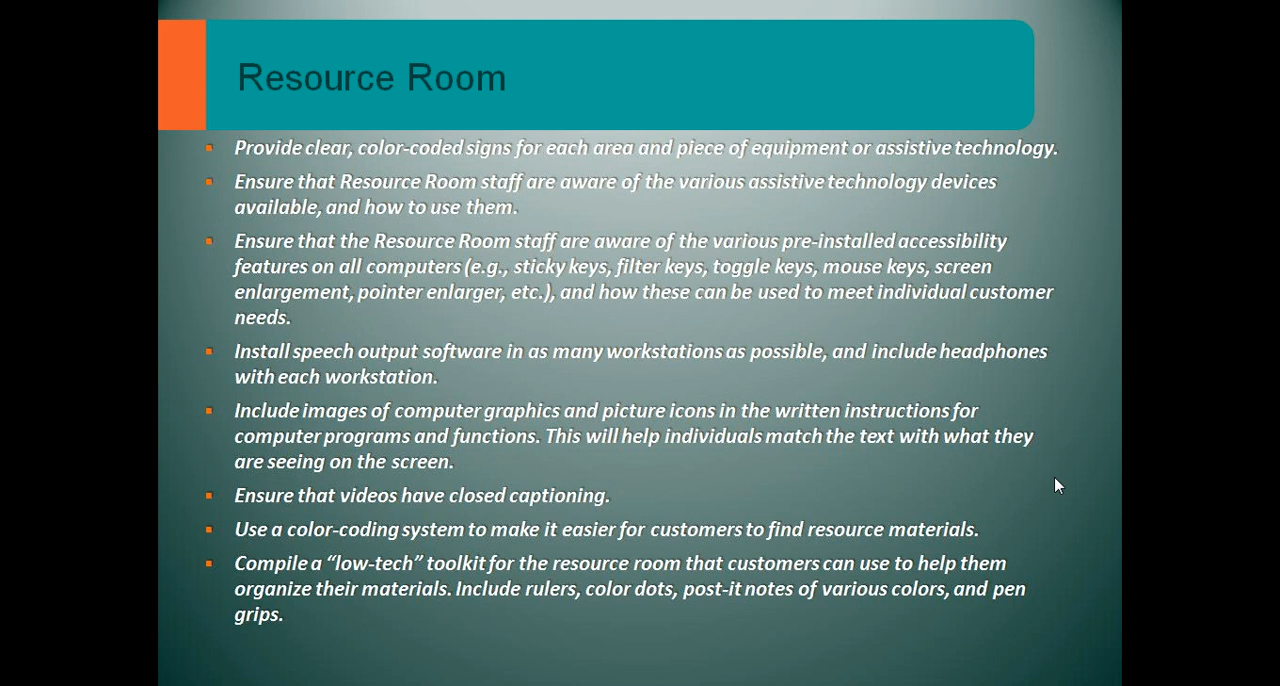 Resource Room
Provide clear, color-coded signs for each area and piece of equipment or assistive technology.
Ensure that Resource Room staff are aware of the various assistive technology devices
available, and how to use them.
Ensure that the Resource Room staff are aware of the various pre-installed accessibility
features on all computers (e.g., sticky keys, filter keys, toggle keys, mouse keys, screen
enlargement, pointer enlarger, etc.), and how these can be used to meet individual customer
needs.
Install speech output software in as many workstations as possible, and include headphones
with each workstation.
Include images of computer graphics and picture icons in the written instructions for
computer programs and functions. This will help individuals match the text with what they
are seeing on the screen.
Ensure that videos have closed captioning.
Use a color-coding system to make it easier for customers to find resource materials.
Compile a “low-tech” toolkit for the resource room that customers can use to help them
organize their materials. Include rulers, color dots, post-it notes of various colors, and pen
grips.